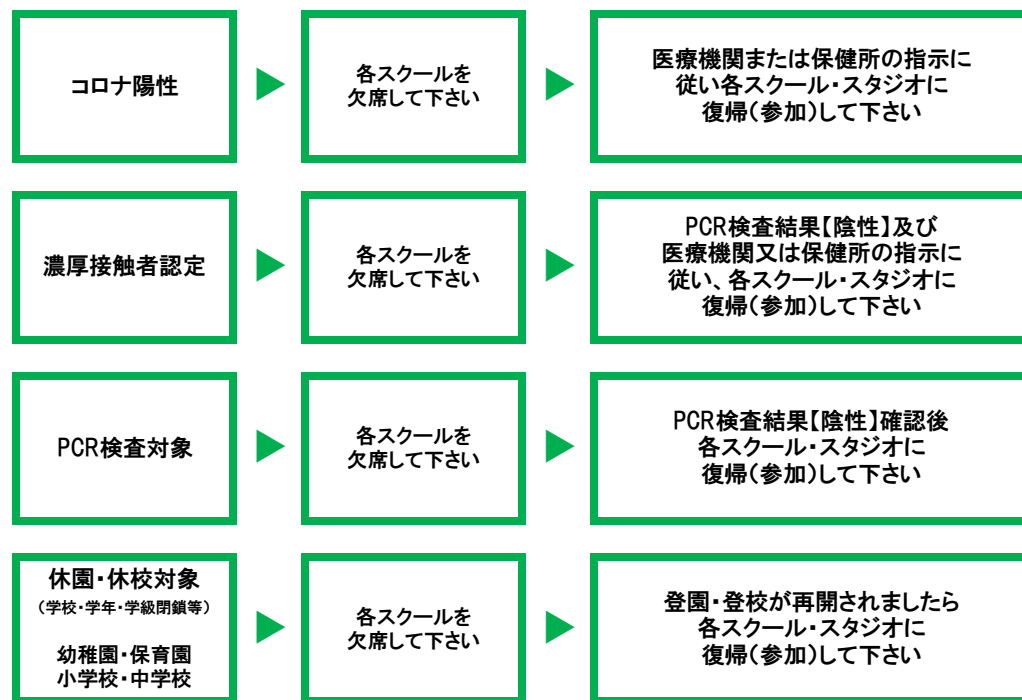 コロナ陽性
各スクールを
欠席して下さい
医療機関または保健所の指示に
従い各スクール・スタジオに
復帰(参加)して下さい
濃厚接触者認定
各スクールを
欠席して下さい
PCR検査結果【陰性】及び
医療機関又は保健所の指示に
従い、各スクール・スタジオに
復帰(参加)して下さい
PCR検査対象
各スクールを
欠席して下さい
PCR検査結果【陰性】確認後
各スクール・スタジオに
復帰(参加)して下さい
休園・休校対象
(学校・学年・学級閉鎖等)
幼稚園・保育園
小学校・中学校
各スクールを
欠席して下さい
登園・登校が再開されましたら
各スクール・スタジオに
復帰(参加)して下さい